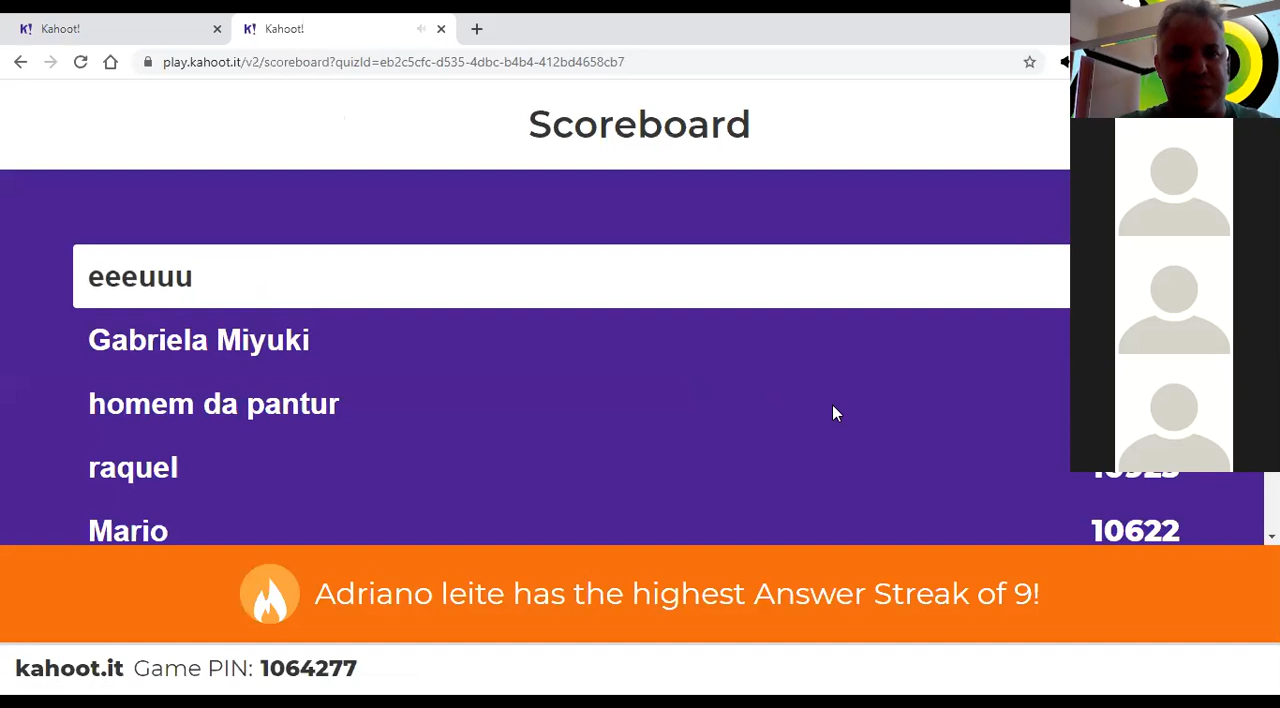 K! Kahoot!
K! Kahoot!
play.kahoot.it/v2/scoreboard?quizId=eb2c5cfc-d535-4dbc-b4b4-412bd4658cb7
Scoreboard
eeeuuu
Gabriela Miyuki
homem da pantur
raquel
Mario 10622
Adriano leite has the highest Answer Streak of 9!
kahoot.it Game PIN: 1064277